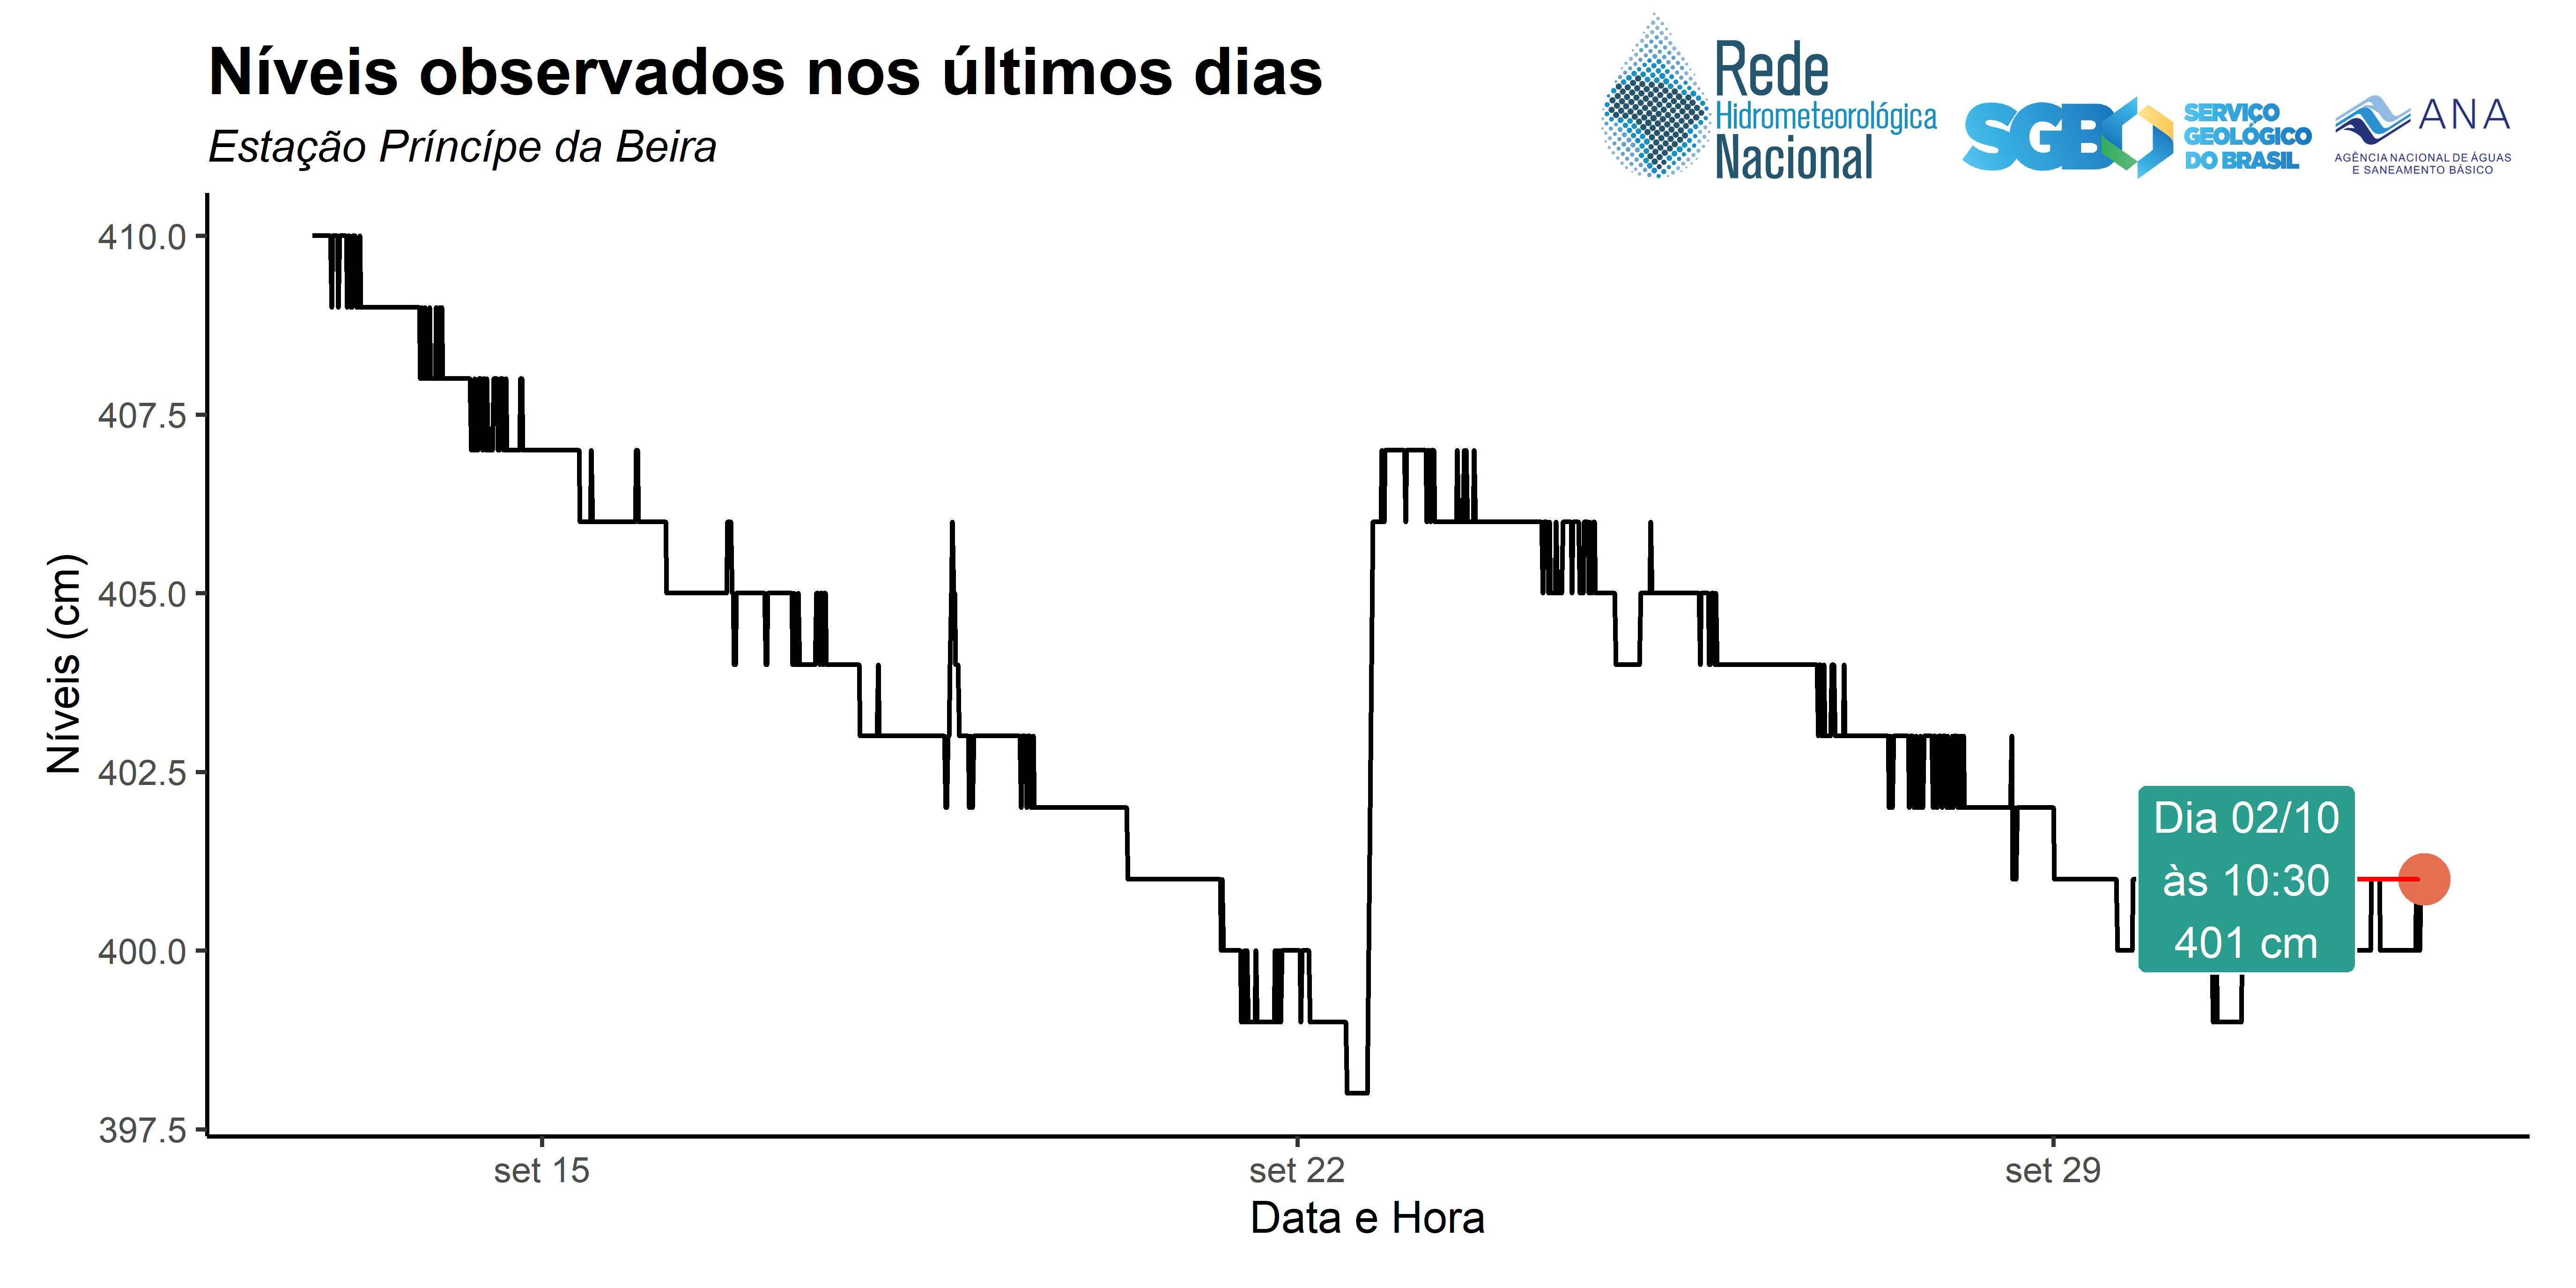 Níveis observados nos últimos dias
Estação Príncípe da Beira
Rede
Hidrometeorológica
Nacional
SGB
SERVIÇO
GEOLÓGICO
DO BRASIL
ANA
AGÊNCIA NACIONAL DE ÁGUAS
E SANEAMENTO BÁSICO
Níveis (cm)
410.0
407.5
405.0
402.5
400.0
397.5
Dia 02/10
às 10:30
401 cm
set 15
set 22
set 29
Data e Hora